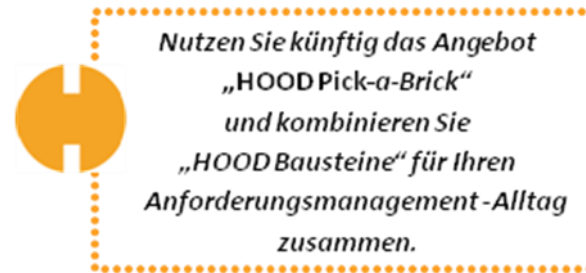 Nutzen Sie künftig das Angebot
„HOOD Pick-a-Brick“
und kombinieren Sie
„HOOD Bausteine“ für Ihren
Anforderungsmanagement -Alltag
zusammen.